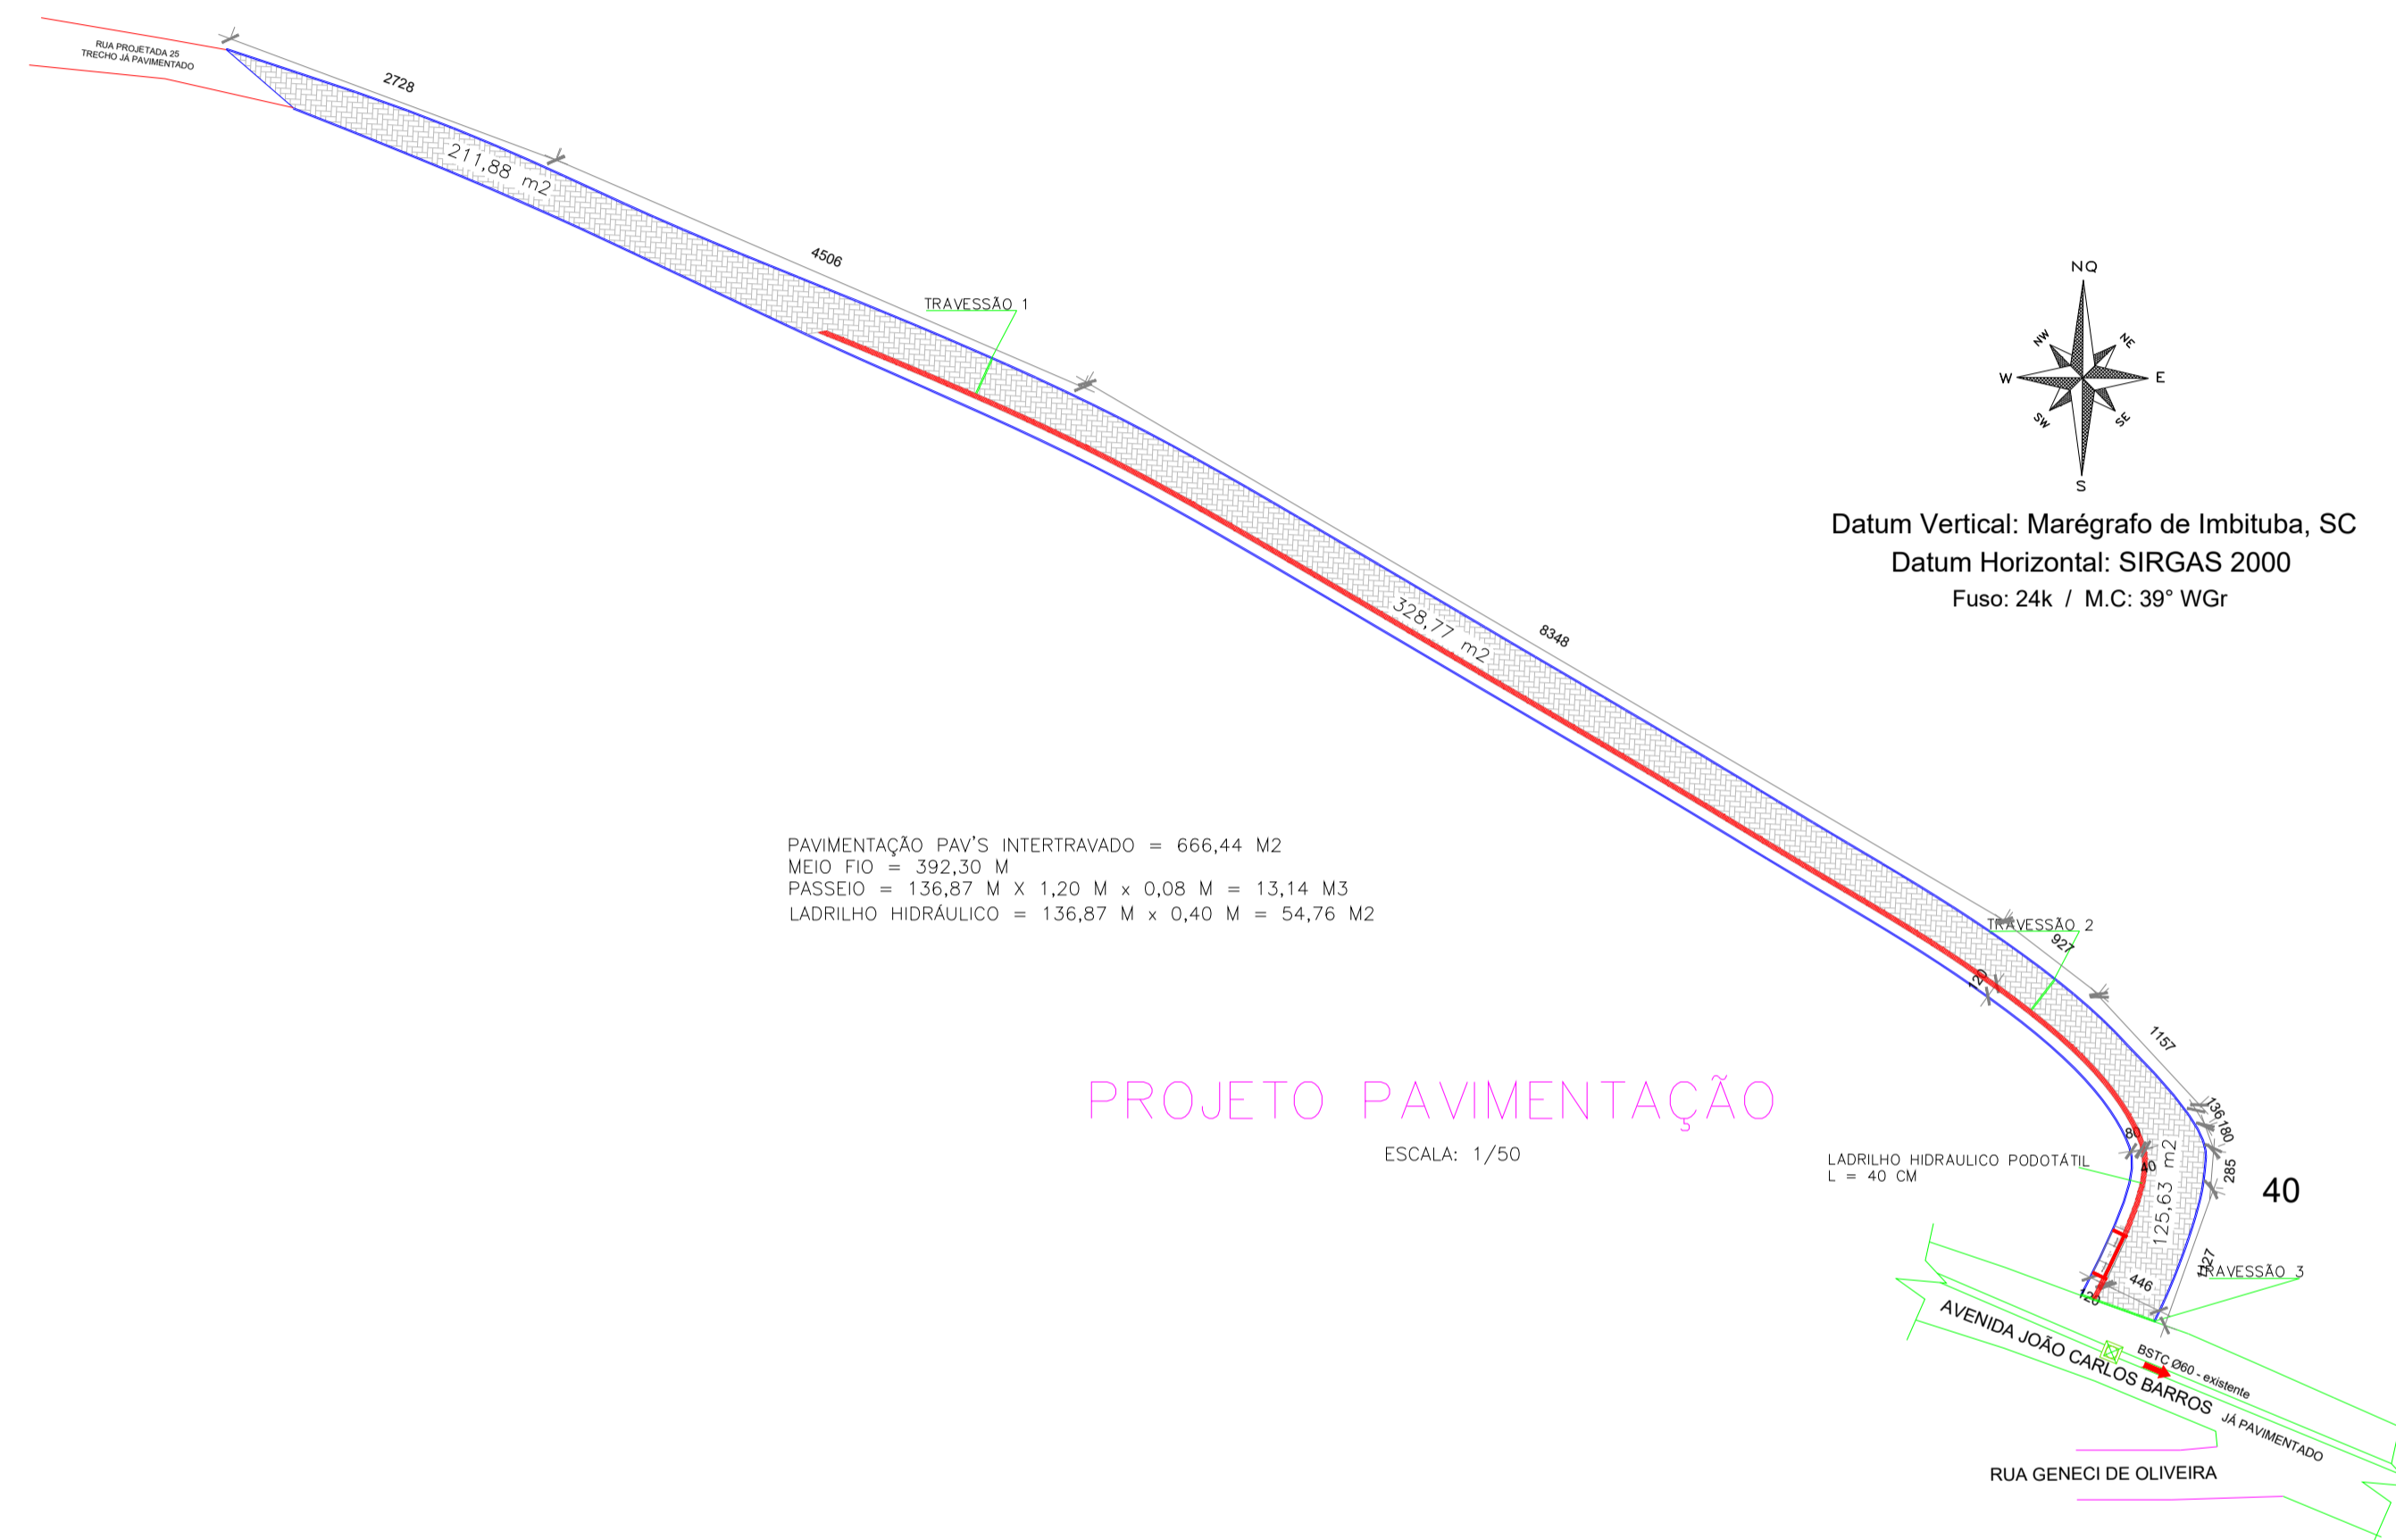 RUA PROJETADA 25
TRECHO JÁ PAVIMENTADO
2728
211,88 m2
4506
TRAVESSÃO 1
NQ
NW
NE
W
E
SW
SE
S
Datum Vertical: Marégrafo de Imbituba, SC
Datum Horizontal: SIRGAS 2000
Fuso: 24k / M.C: 39° WGr
328,77 m2
8348
PAVIMENTAÇÃO PAV'S INTERTRAVADO = 666,44 M2
MEIO FIO = 392,30 M
PASSEIO = 136,87 M X 1,20 M x 0,08 M = 13,14 M3
LADRILHO HIDRÁULICO = 136,87 M x 0,40 M = 54,76 M2
TRAVESSÃO 2
927
120
1157
PROJETO PAVIMENTAÇÃO
ESCALA: 1/50
136
180
80
40
285
LADRILHO HIDRAULICO PODOTÁTIL
L = 40 CM
125,63 m2
40
1127
TRAVESSÃO 3
446
120
AVENIDA JOÃO CARLOS BARROS
JÁ PAVIMENTADO
BSTC Ø60 - existente
RUA GENECI DE OLIVEIRA